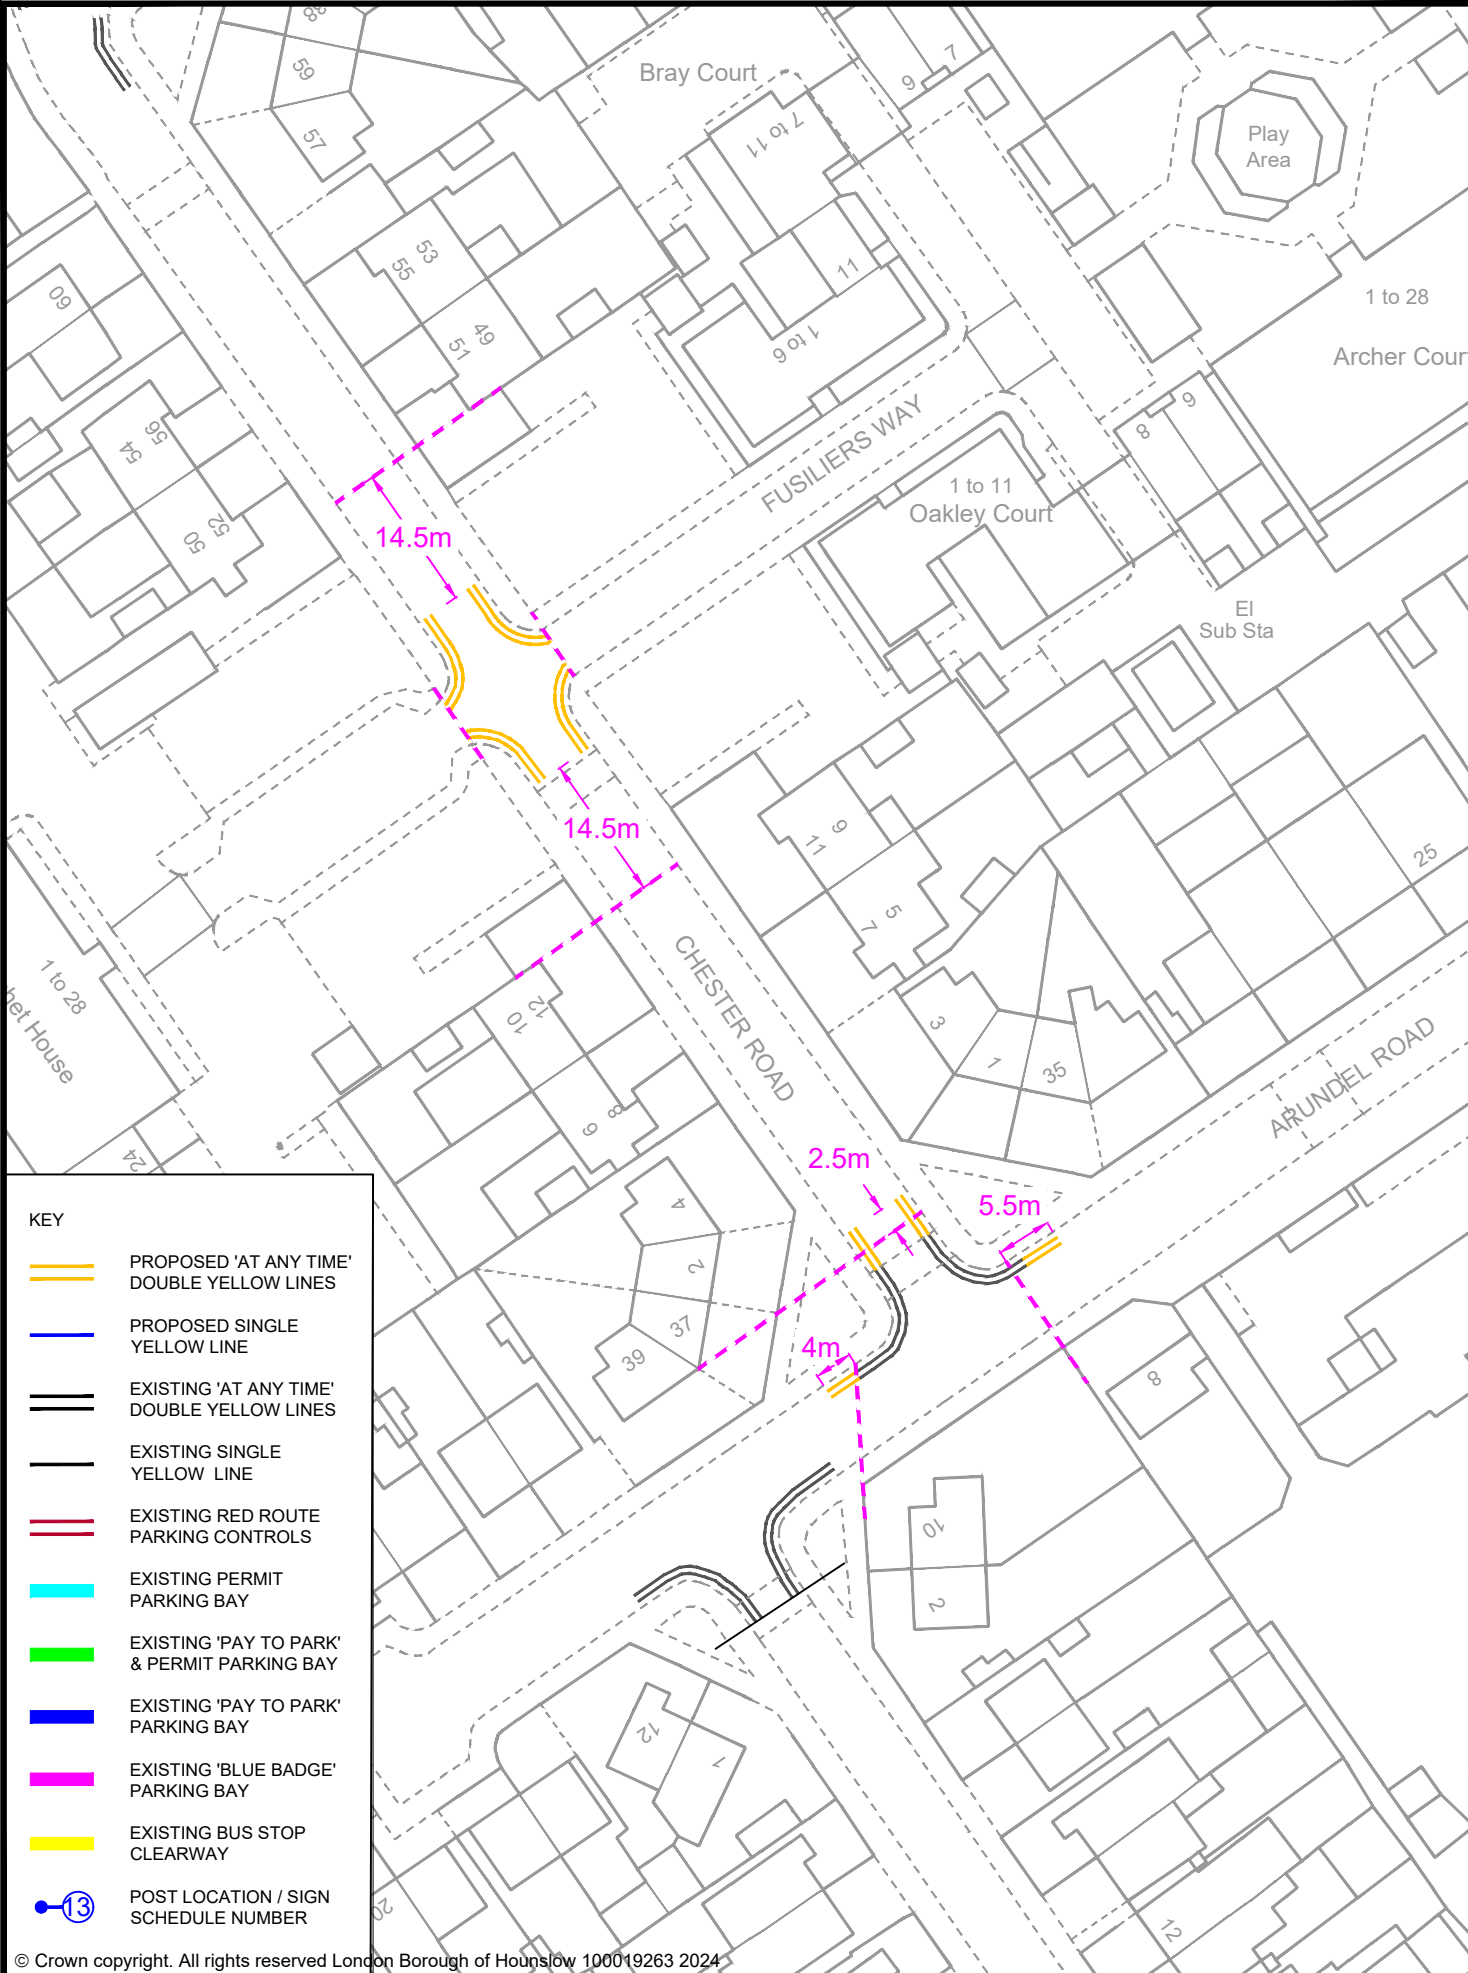 88
59
57
Bray Court
9
7
7 to 11
Play
Area
60
55
53
51
49
11
1 to 6
1 to 28
Archer Cour
56
54
52
50
14.5m
FUSILIERS WAY
1 to 11
Oakley Court
8
9
El
Sub Sta
14.5m
11
9
7
5
25
1 to 28
het House
CHESTER ROAD
12
10
3
1
35
ARUNDEL ROAD
8
6
24
2.5m
5.5m
4
2
37
39
4m
8
10
2
12
1
20
12
KEY
PROPOSED 'AT ANY TIME'
DOUBLE YELLOW LINES
PROPOSED SINGLE
YELLOW LINE
EXISTING 'AT ANY TIME'
DOUBLE YELLOW LINES
EXISTING SINGLE
YELLOW LINE
EXISTING RED ROUTE
PARKING CONTROLS
EXISTING PERMIT
PARKING BAY
EXISTING 'PAY TO PARK'
& PERMIT PARKING BAY
EXISTING 'PAY TO PARK'
PARKING BAY
EXISTING 'BLUE BADGE'
PARKING BAY
EXISTING BUS STOP
CLEARWAY
13
POST LOCATION / SIGN
SCHEDULE NUMBER
© Crown copyright. All rights reserved London Borough of Hounslow 100019263 2024